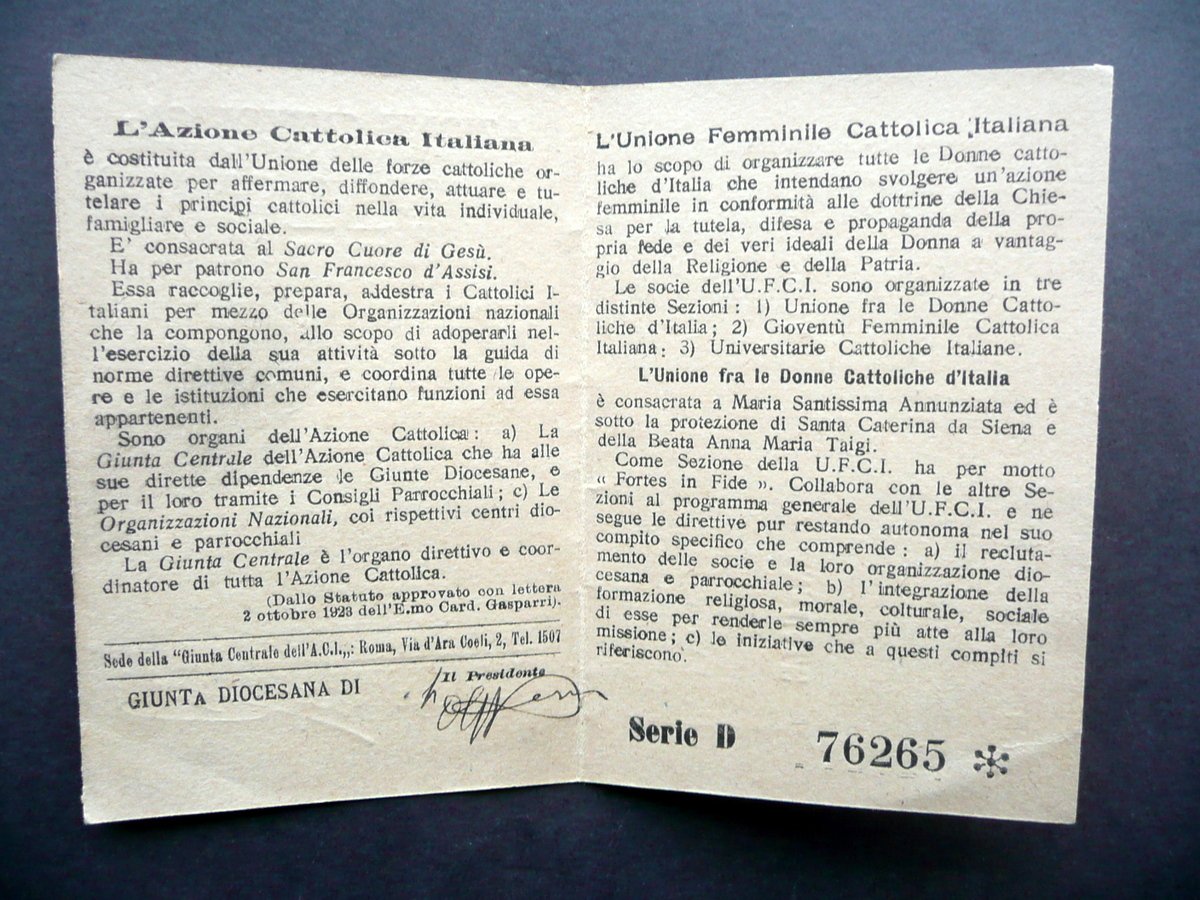 L'Azione Cattolica Italiana
è costituita dall'Unione delle forze cattoliche or-
ganizzate per affermare, diffondere, attuare e tu-
telare i principi cattolici nella vita individuale,
famigliare e sociale.
E' consacrata al Sacro Cuore di Gesù.
Ha per patrono San Francesco d'Assisi.
Essa raccoglie, prepara, addestra i Cattolici I-
taliani per mezzo delle Organizzazioni nazionali
che la compongono, allo scopo di adoperarli nel-
l'esercizio della sua attività sotto la guida di
norme direttive comuni, e coordina tutte le ope-
re e le istituzioni che esercitano funzioni ad essa
appartenenti.
Sono organi dell'Azione Cattolica: a) La
Giunta Centrale dell'Azione Cattolica che ha alle
sue dirette dipendenze le Giunte Diocesane, e
per il loro tramite i Consigli Parrocchiali; c) Le
Organizzazioni Nazionali, coi rispettivi centri dio-
cesani e parrocchiali
La Giunta Centrale è l'organo direttivo e coor-
dinatore di tutta l'Azione Cattolica.
(Dallo Statuto approvato con lettera
2 ottobre 1923 dell'E.mo Card. Gasparri).
Sede della "Giunta Centrale dell'A.C.I.,,: Roma, Via d'Ara Coeli, 2, Tel. 1507
Il Presidente
GIUNTA DIOCESANA DI
L'Unione Femminile Cattolica Italiana
ha lo scopo di organizzare tutte le Donne catto-
liche d'Italia che intendano svolgere un'azione
femminile in conformità alle dottrine della Chie-
sa per la tutela, difesa e propaganda della pro-
pria fede e dei veri ideali della Donna a vantag-
gio della Religione e della Patria.
Le socie dell'U.F.C.I. sono organizzate in tre
distinte Sezioni: 1) Unione fra le Donne Catto-
liche d'Italia; 2) Gioventù Femminile Cattolica
Italiana: 3) Universitarie Cattoliche Italiane.
L'Unione fra le Donne Cattoliche d'Italia
è consacrata a Maria Santissima Annunziata ed è
sotto la protezione di Santa Caterina da Siena e
della Beata Anna Maria Taigi.
Come Sezione della U.F.C.I. ha per motto
« Fortes in Fide ». Collabora con le altre Se-
zioni al programma generale dell'U.F.C.I. e ne
segue le direttive pur restando autonoma nel suo
compito specifico che comprende: a) il recluta-
mento delle socie e la loro organizzazione dio-
cesana e parrocchiale; b) l'integrazione della
formazione religiosa, morale, colturale, sociale
di esse per renderle sempre più atte alla loro
missione; c) le iniziative che a questi compiti si
riferiscono.
Serie D 76265